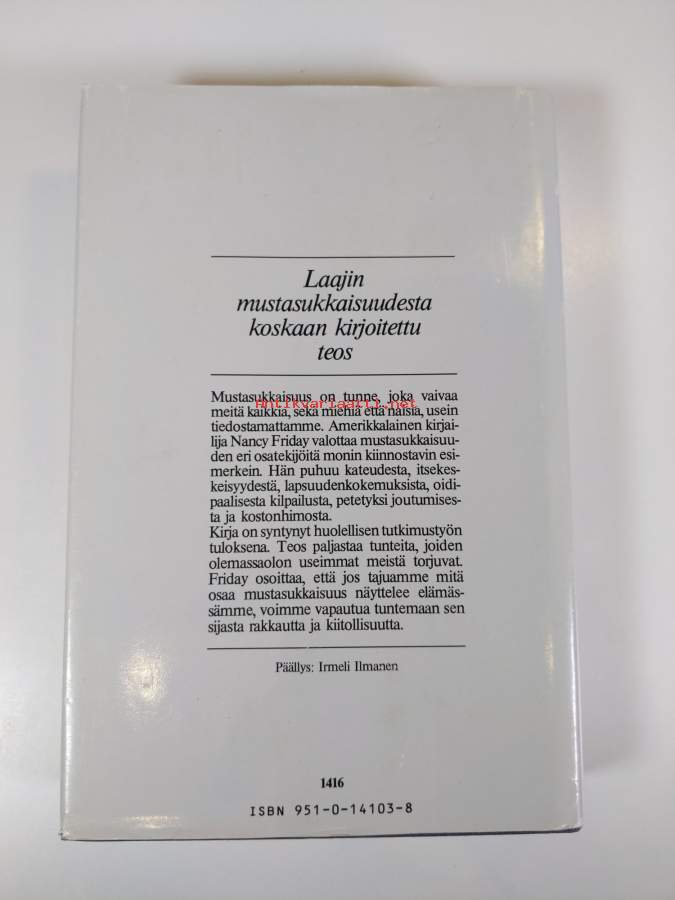 Laajin
mustasukkaisuudesta
koskaan kirjoitettu
teos
Mustasukkaisuus on tunne, joka vaivaa
Antikvariaatti.net
meitä kaikkia, sekä miehiä että naisia, usein
tiedostamattamme. Amerikkalainen kirjai-
lija Nancy Friday valottaa mustasukkaisuu-
den eri osatekijöitä monin kiinnostavin esi-
merkein. Hän puhuu kateudesta, itsekes-
keisyydestä, lapsuudenkokemuksista, oidi-
paalisesta kilpailusta, petetyksi joutumises-
ta ja kostonhimosta.
Kirja on syntynyt huolellisen tutkimustyön
tuloksena. Teos paljastaa tunteita, joiden
olemassaolon useimmat meistä torjuvat.
Friday osoittaa, että jos tajuamme mitä
osaa mustasukkaisuus näyttelee elämäs-
sämme, voimme vapautua tuntemaan sen
sijasta rakkautta ja kiitollisuutta.
Päällys: Irmeli Ilmanen
1416
ISBN 951-0-14103-8